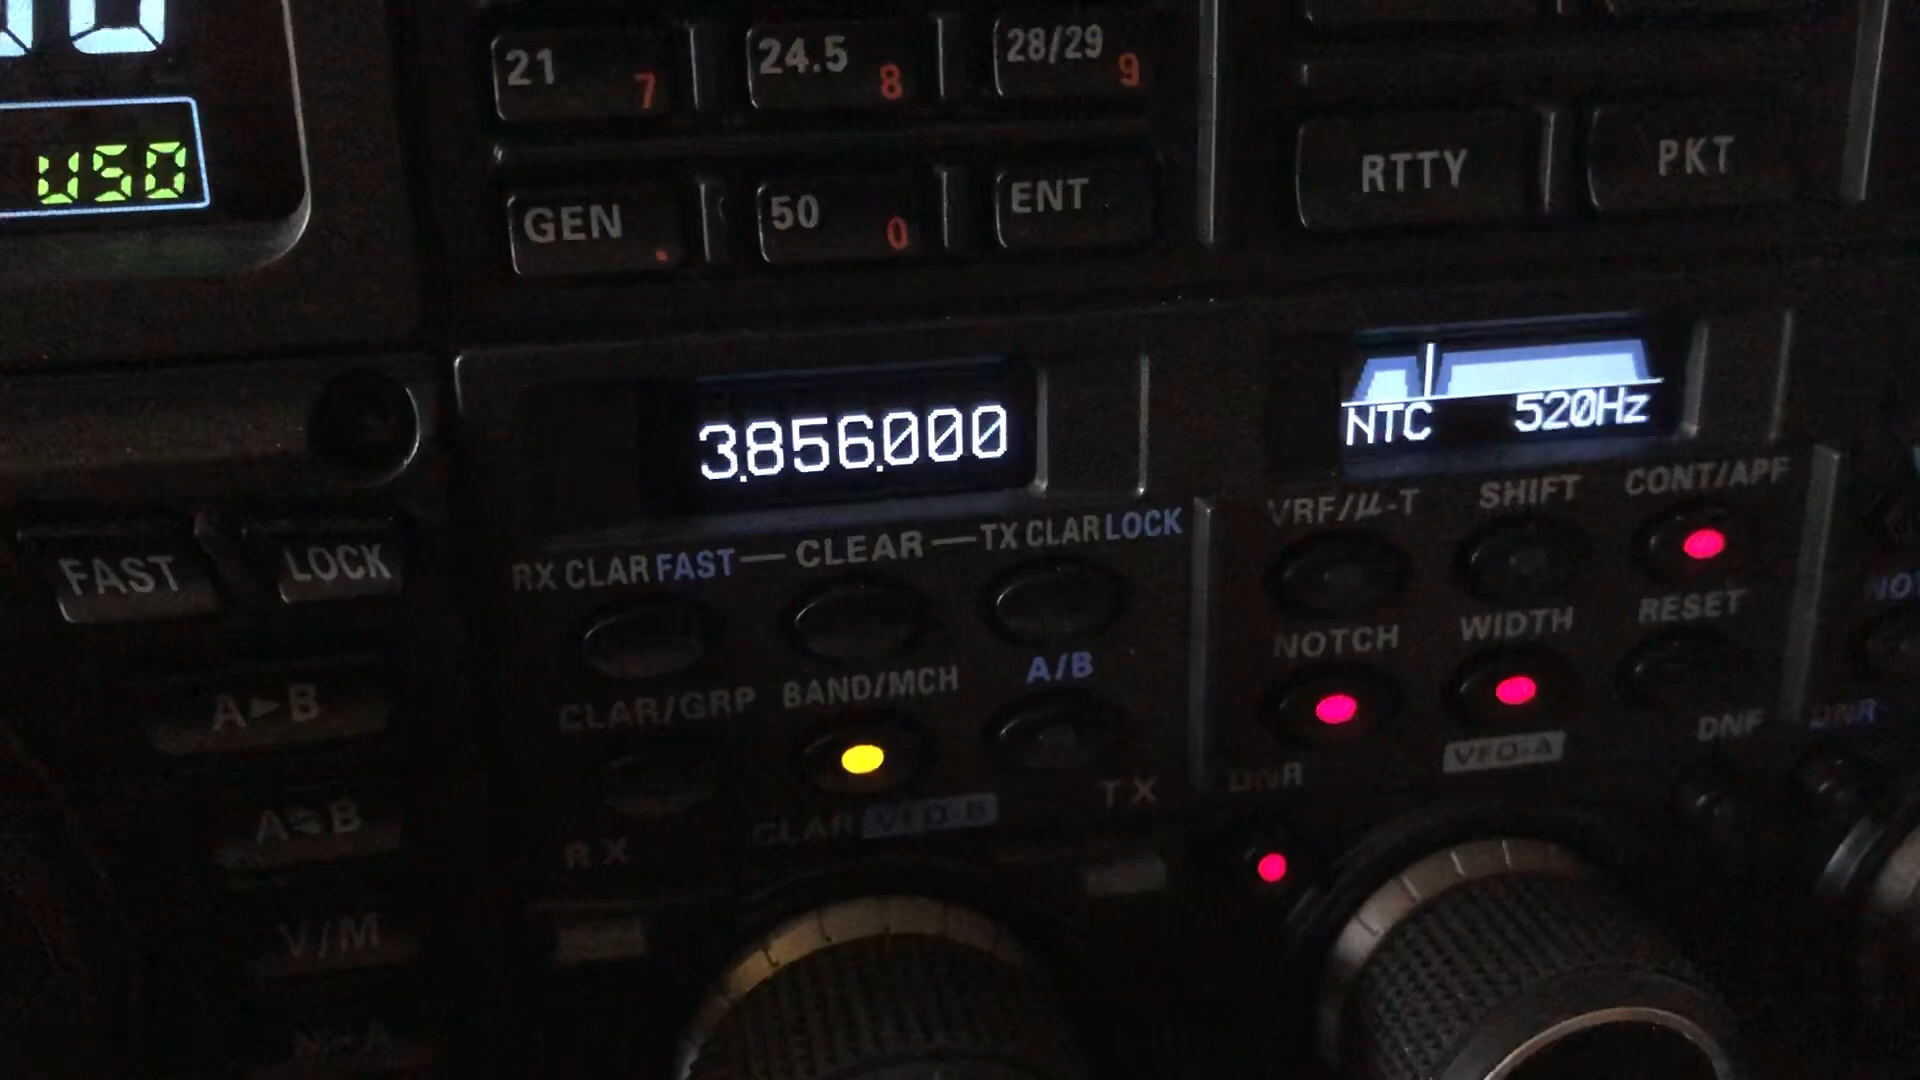 21 7
24.5 8
28/29 9
GEN .
50 0
ENT
RTTY
PKT
3.856.000
NTC 520Hz
FAST
LOCK
RX CLAR FAST — CLEAR — TX CLAR LOCK
VRF/µ-T
SHIFT
CONT/APF
NOTCH
WIDTH
RESET
A►B
CLAR/GRP
BAND/MCH
A/B
VFO-A
DNF
DNR
DNR
RX
CLAR VFO-B
TX
V/M